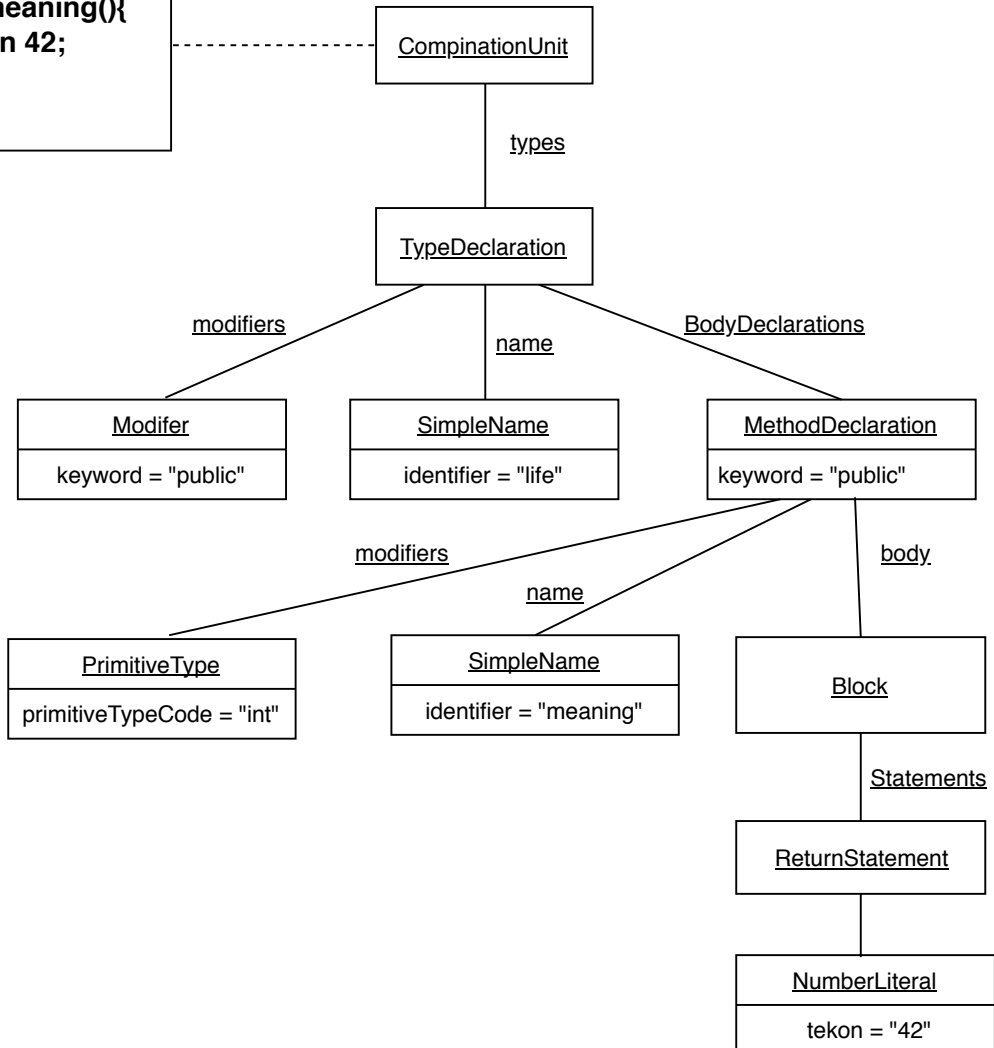 neaning(){
n 42;
CompinationUnit
types
TypeDeclaration
modifiers
name
BodyDeclarations
Modifer
keyword = "public"
SimpleName
identifier = "life"
MethodDeclaration
keyword = "public"
modifiers
name
body
PrimitiveType
primitiveTypeCode = "int"
SimpleName
identifier = "meaning"
Block
Statements
ReturnStatement
NumberLiteral
tekon = "42"